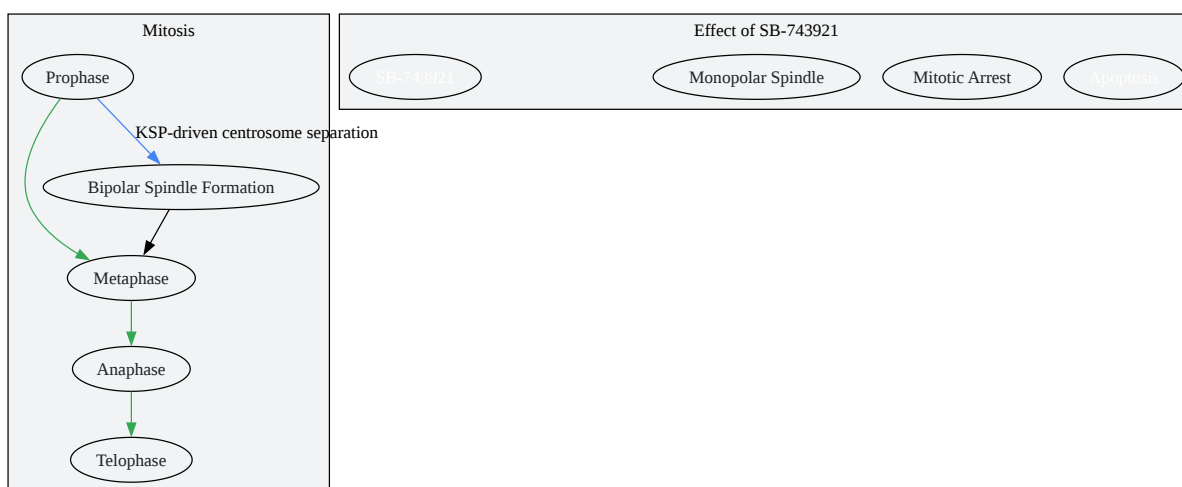 Mitosis
Prophase
KSP-driven centrosome separation
Bipolar Spindle Formation
Metaphase
Anaphase
Telophase
Effect of SB-743921
SB-743921
Monopolar Spindle
Mitotic Arrest
Apoptosis